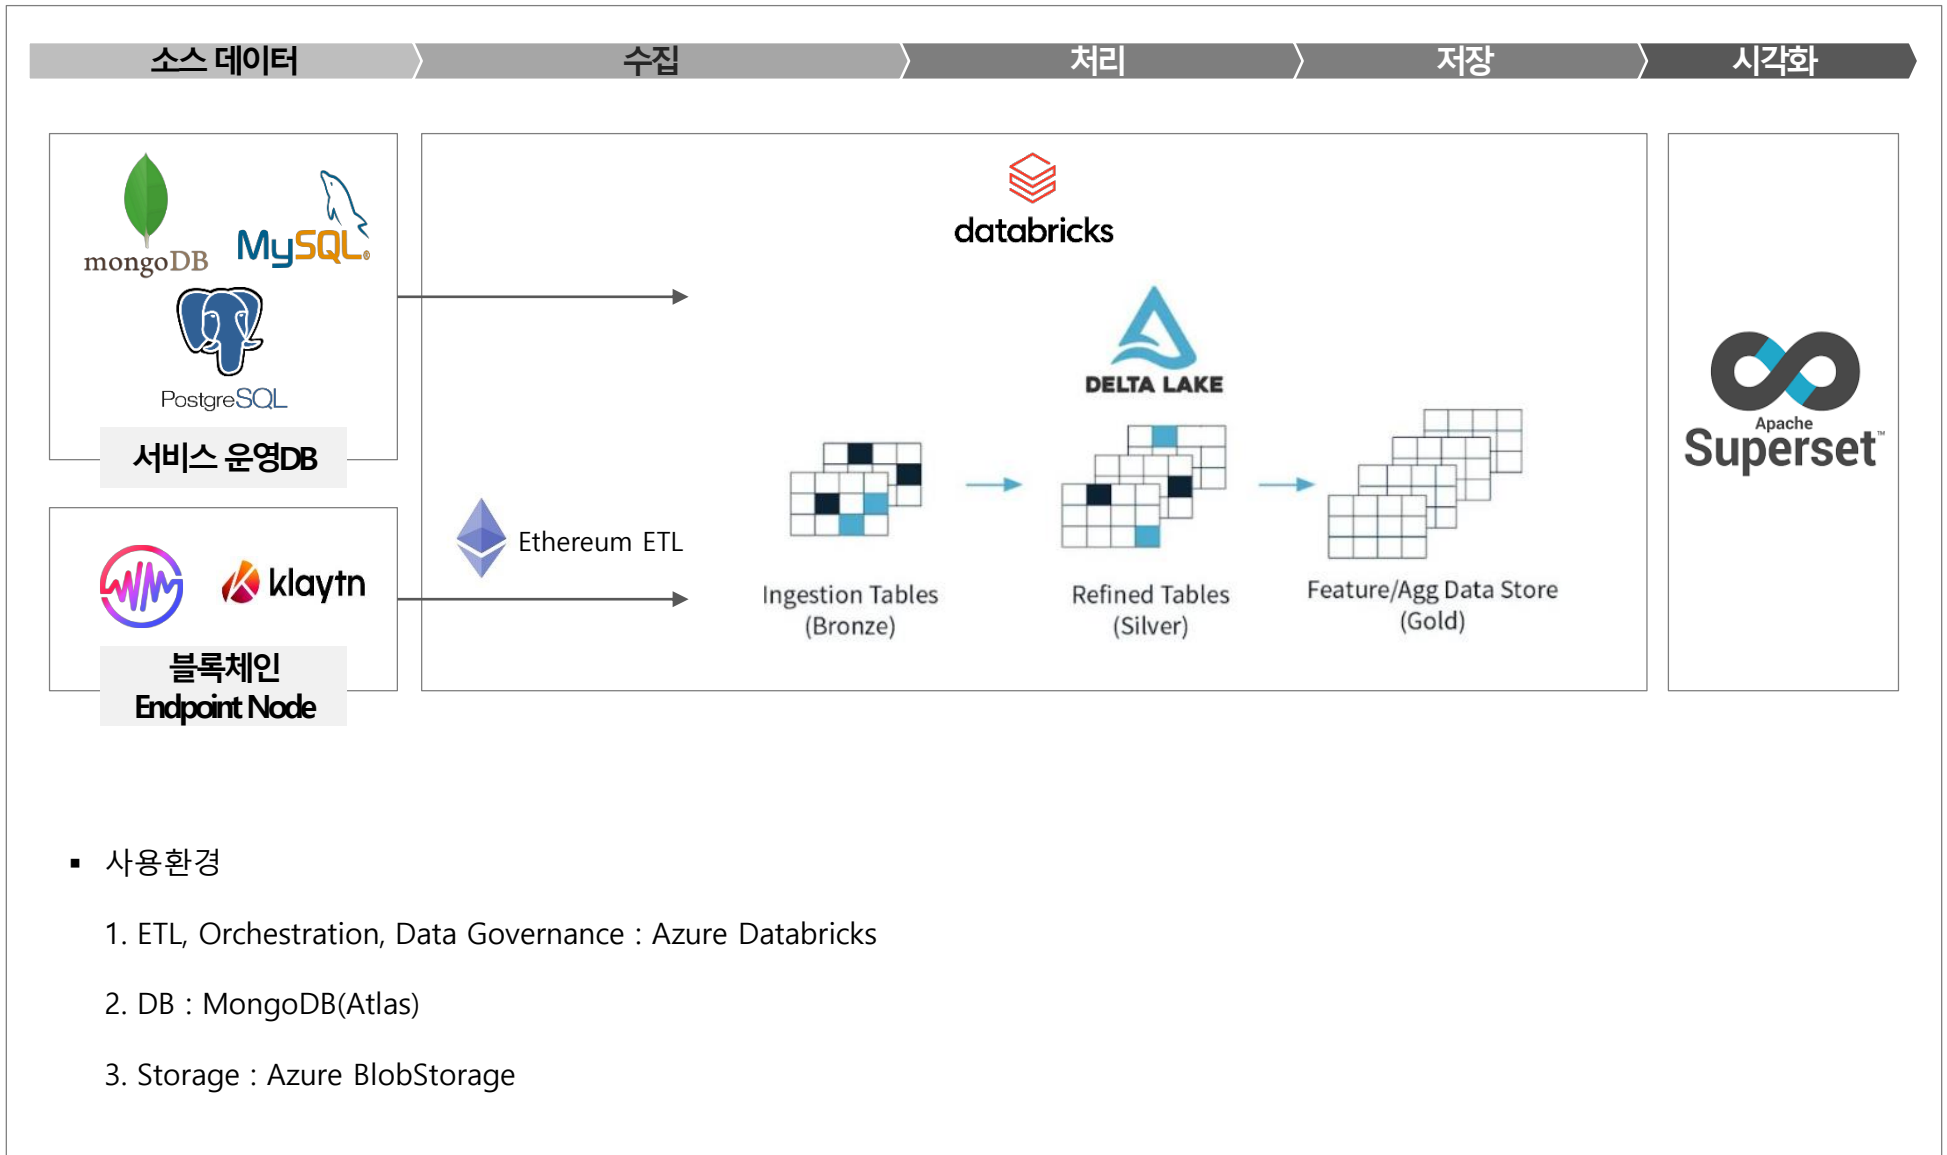 소스 데이터
수집
처리
저장
시각화
mongoDB
MySQL®
PostgreSQL
서비스 운영DB
klaytn
블록체인
Endpoint Node
databricks
DELTA LAKE
Ethereum ETL
Ingestion Tables
(Bronze)
Refined Tables
(Silver)
Feature/Agg Data Store
(Gold)
Apache
Superset™
▪ 사용환경
1. ETL, Orchestration, Data Governance : Azure Databricks
2. DB : MongoDB(Atlas)
3. Storage : Azure BlobStorage